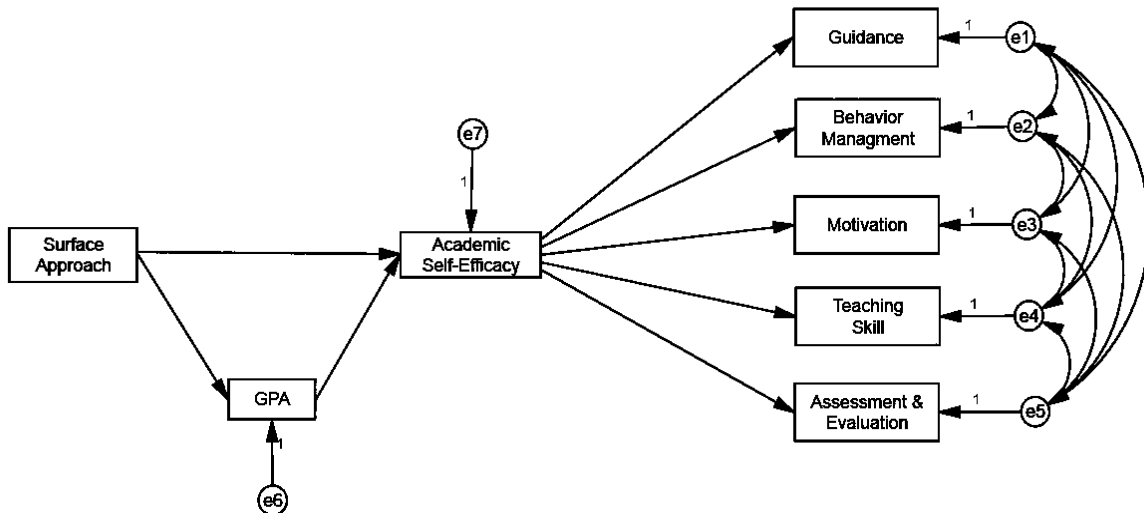 Guidance
1
e1
Behavior
Managment
1
e2
e7
1
Motivation
1
e3
Surface
Approach
Academic
Self-Efficacy
Teaching
Skill
1
e4
GPA
Assessment &
Evaluation
1
e5
1
e6